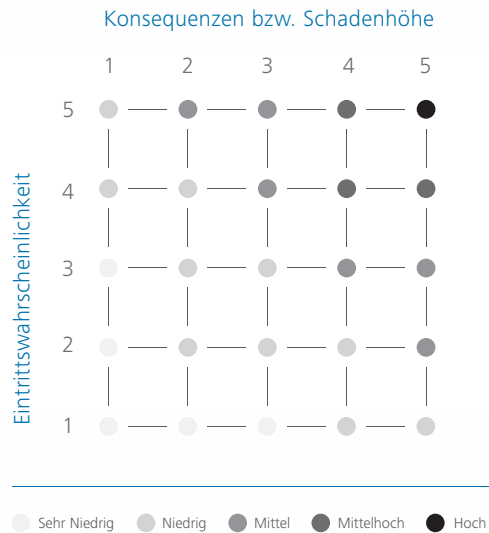 Konsequenzen bzw. Schadenhöhe
1 2 3 4 5
Eintrittswahrscheinlichkeit
5
4
3
2
1
Sehr Niedrig Niedrig Mittel Mittelhoch Hoch